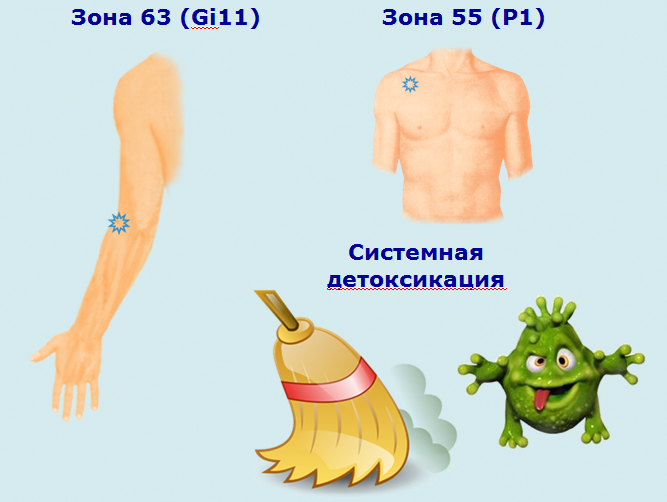 Зона 63 (Gi11)
Зона 55 (P1)
Системная
детоксикация